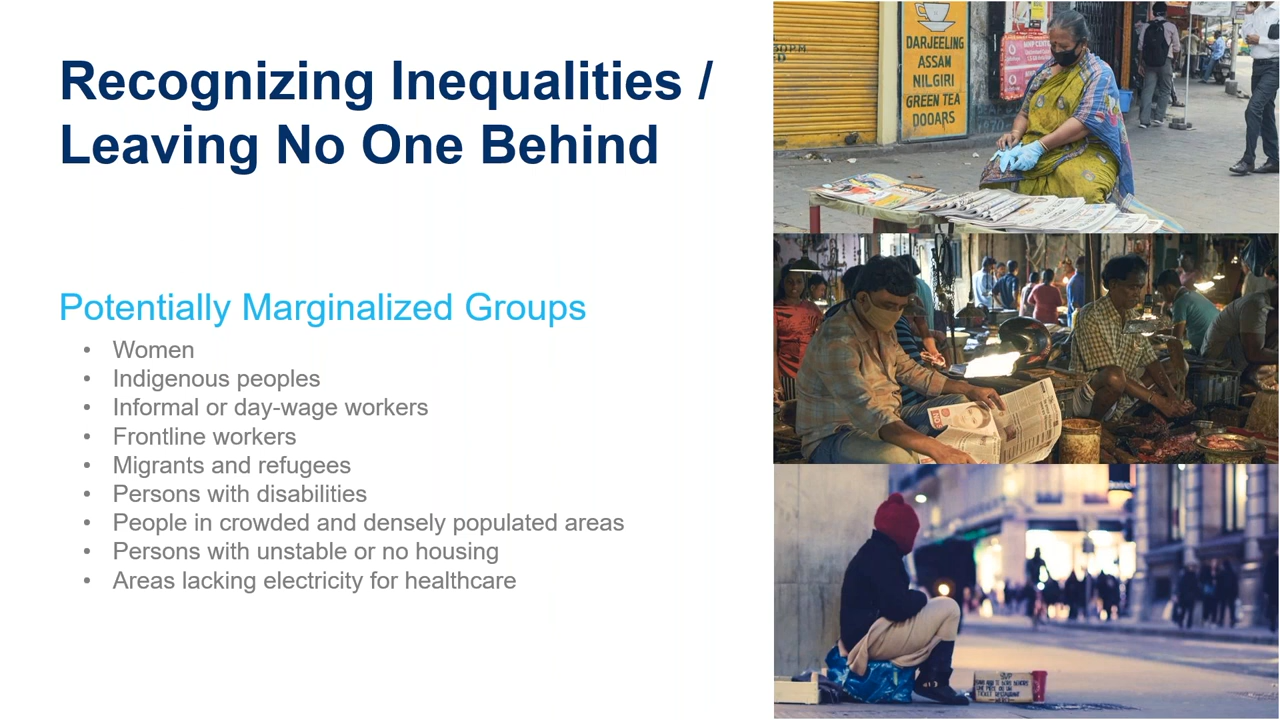 Recognizing Inequalities /
Leaving No One Behind
Potentially Marginalized Groups
• Women
• Indigenous peoples
• Informal or day-wage workers
• Frontline workers
• Migrants and refugees
• Persons with disabilities
• People in crowded and densely populated areas
• Persons with unstable or no housing
• Areas lacking electricity for healthcare
DARJEELING
ASSAM
NILGIRI
GREEN TEA
DOOARS